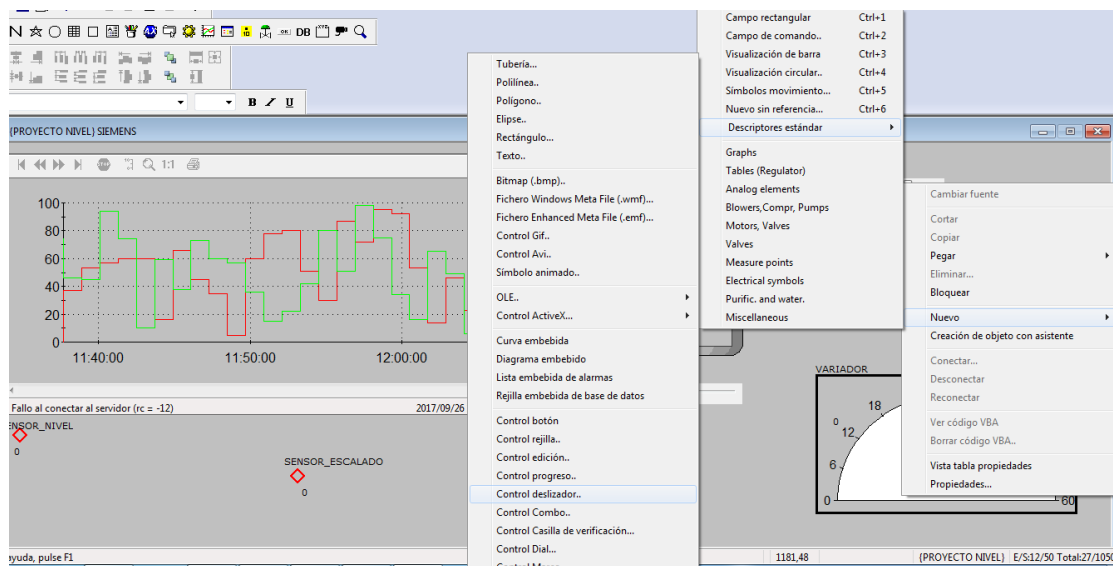 OK
DB
B I U
{PROYECTO NIVEL} SIEMENS
1:1
100
80
60
40
20
0
11:40:00 11:50:00 12:00:00
Fallo al conectar al servidor (rc = -12) 2017/09/26
ENSOR_NIVEL
0
SENSOR_ESCALADO
0
Tubería...
Polilínea..
Polígono..
Elipse..
Rectángulo...
Texto..
Bitmap (.bmp)..
Fichero Windows Meta File (.wmf)...
Fichero Enhanced Meta File (.emf)...
Control Gif..
Control Avi..
Símbolo animado..
OLE..
Control ActiveX...
Curva embebida
Diagrama embebido
Lista embebida de alarmas
Rejilla embebida de base de datos
Control botón
Control rejilla..
Control edición..
Control progreso..
Control deslizador..
Control Combo..
Control Casilla de verificación...
Control Dial...
Campo rectangular Ctrl+1
Campo de comando.. Ctrl+2
Visualización de barra Ctrl+3
Visualización circular.. Ctrl+4
Símbolos movimiento... Ctrl+5
Nuevo sin referencia... Ctrl+6
Descriptores estándar
Graphs
Tables (Regulator)
Analog elements
Blowers,Compr, Pumps
Motors, Valves
Valves
Measure points
Electrical symbols
Purific. and water.
Miscellaneous
Cambiar fuente
Cortar
Copiar
Pegar
Eliminar...
Bloquear
Nuevo
Creación de objeto con asistente
Conectar...
Desconectar
Reconectar
Ver código VBA
Borrar código VBA..
Vista tabla propiedades
Propiedades...
VARIADOR
0
18
12
6
0
60
ayuda, pulse F1
1181,48
{PROYECTO NIVEL}
E/S:12/50 Total:27/1050